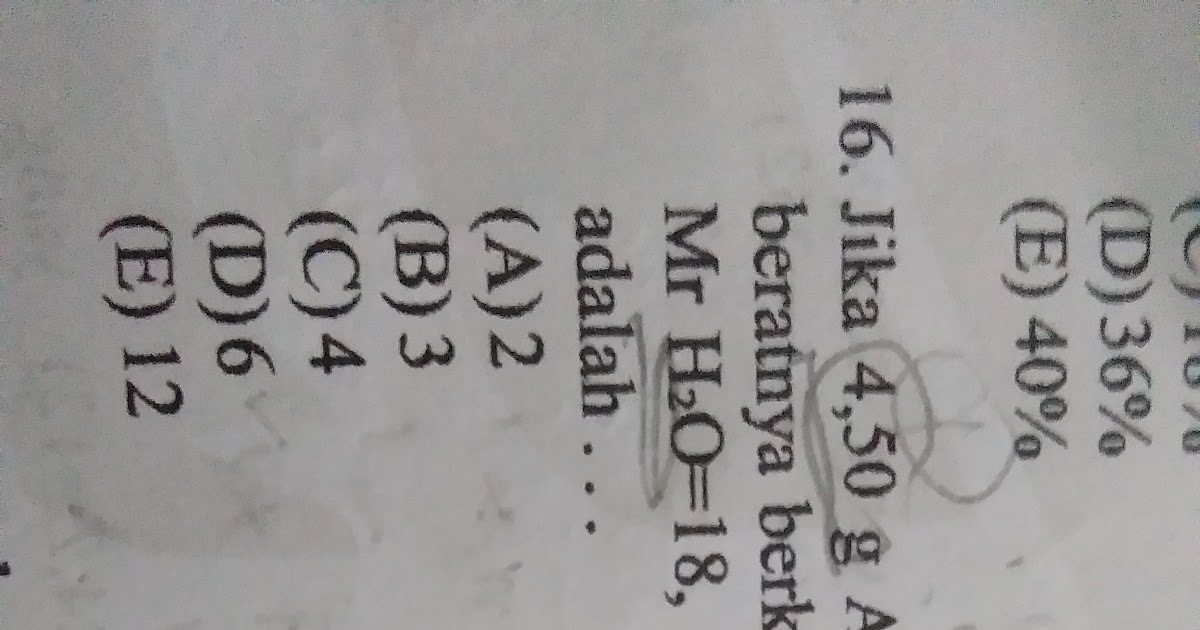 (D) 36%
(E) 40%
16. Jika 4,50 g
beratnya
Mr H₂O=18,
adalah . . .
(A) 2
(B) 3
(C) 4
(D) 6
(E) 12